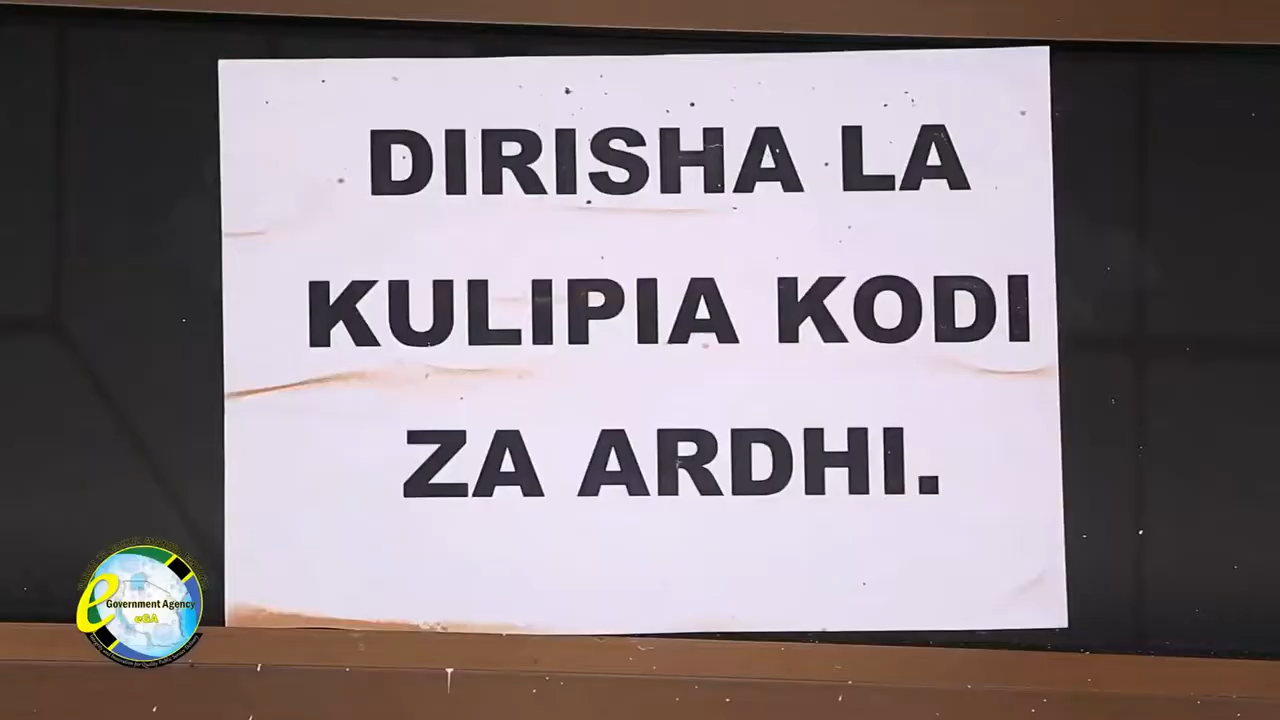 DIRISHA LA
KULIPIA KODI
ZA ARDHI.
e
Government Agency
eGA